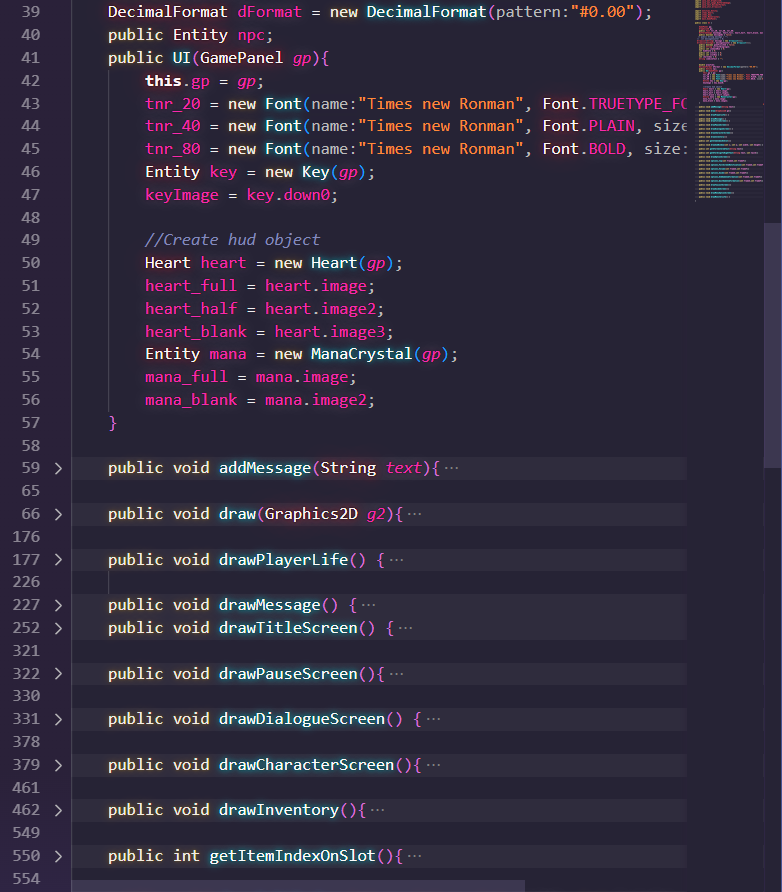 39 DecimalFormat dFormat = new DecimalFormat(pattern:"#0.00");
40 public Entity npc;
41 public UI(GamePanel gp){
42 this.gp = gp;
43 tnr_20 = new Font(name:"Times new Ronman", Font.TRUETYPE_FO
44 tnr_40 = new Font(name:"Times new Ronman", Font.PLAIN, size
45 tnr_80 = new Font(name:"Times new Ronman", Font.BOLD, size:
46 Entity key = new Key(gp);
47 keyImage = key.down0;
48
49 //Create hud object
50 Heart heart = new Heart(gp);
51 heart_full = heart.image;
52 heart_half = heart.image2;
53 heart_blank = heart.image3;
54 Entity mana = new ManaCrystal(gp);
55 mana_full = mana.image;
56 mana_blank = mana.image2;
57 }
58
59 public void addMessage(String text){ ···
65
66 public void draw(Graphics2D g2){ ···
176
177 public void drawPlayerLife() { ···
226
227 public void drawMessage() { ···
252 public void drawTitleScreen() { ···
321
322 public void drawPauseScreen(){ ···
330
331 public void drawDialogueScreen() { ···
378
379 public void drawCharacterScreen(){ ···
461
462 public void drawInventory(){ ···
549
550 public int getItemIndexOnSlot(){ ···
554